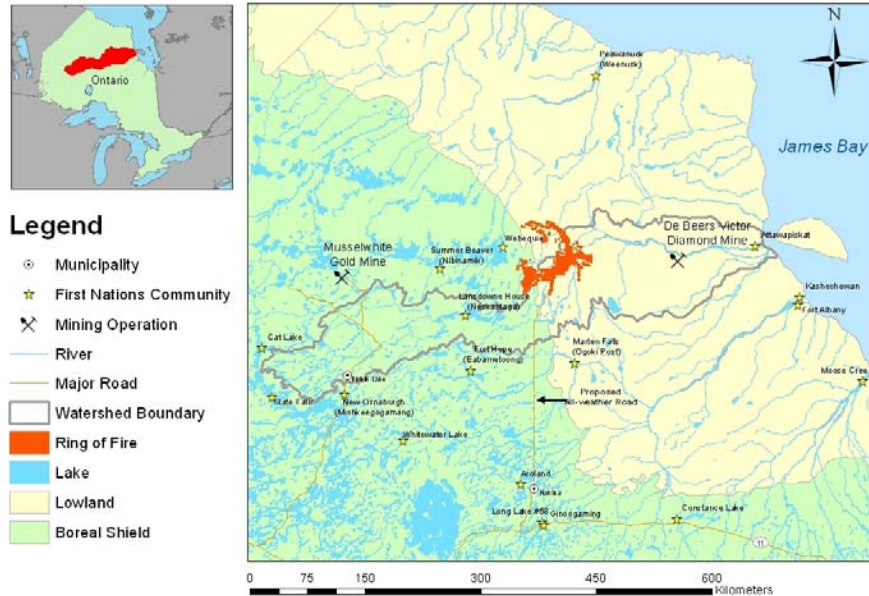 Ontario
N
James Bay
Legend
Municipality
First Nations Community
Mining Operation
River
Major Road
Watershed Boundary
Ring of Fire
Lake
Lowland
Boreal Shield
Peawanuck
(Weenusk)
De Beers Victor
Diamond Mine
Attawapiskat
Musselwhite
Gold Mine
Summer Beaver
(Nibinamik)
Webequie
Kashechewan
Fort Albany
Lansdowne House
(Neskantaga)
Cat Lake
Fort Hope
(Eabametoong)
Marten Falls
(Ogoki Post)
Moose Cree
Slate Falls
New Osnaburgh
(Mishkeegogamang)
Proposed
All-weather Road
Whitewater Lake
Aroland
Nakina
Long Lake #58
Ginoogaming
Constance Lake
11
0
75
150
300
450
600
Kilometers